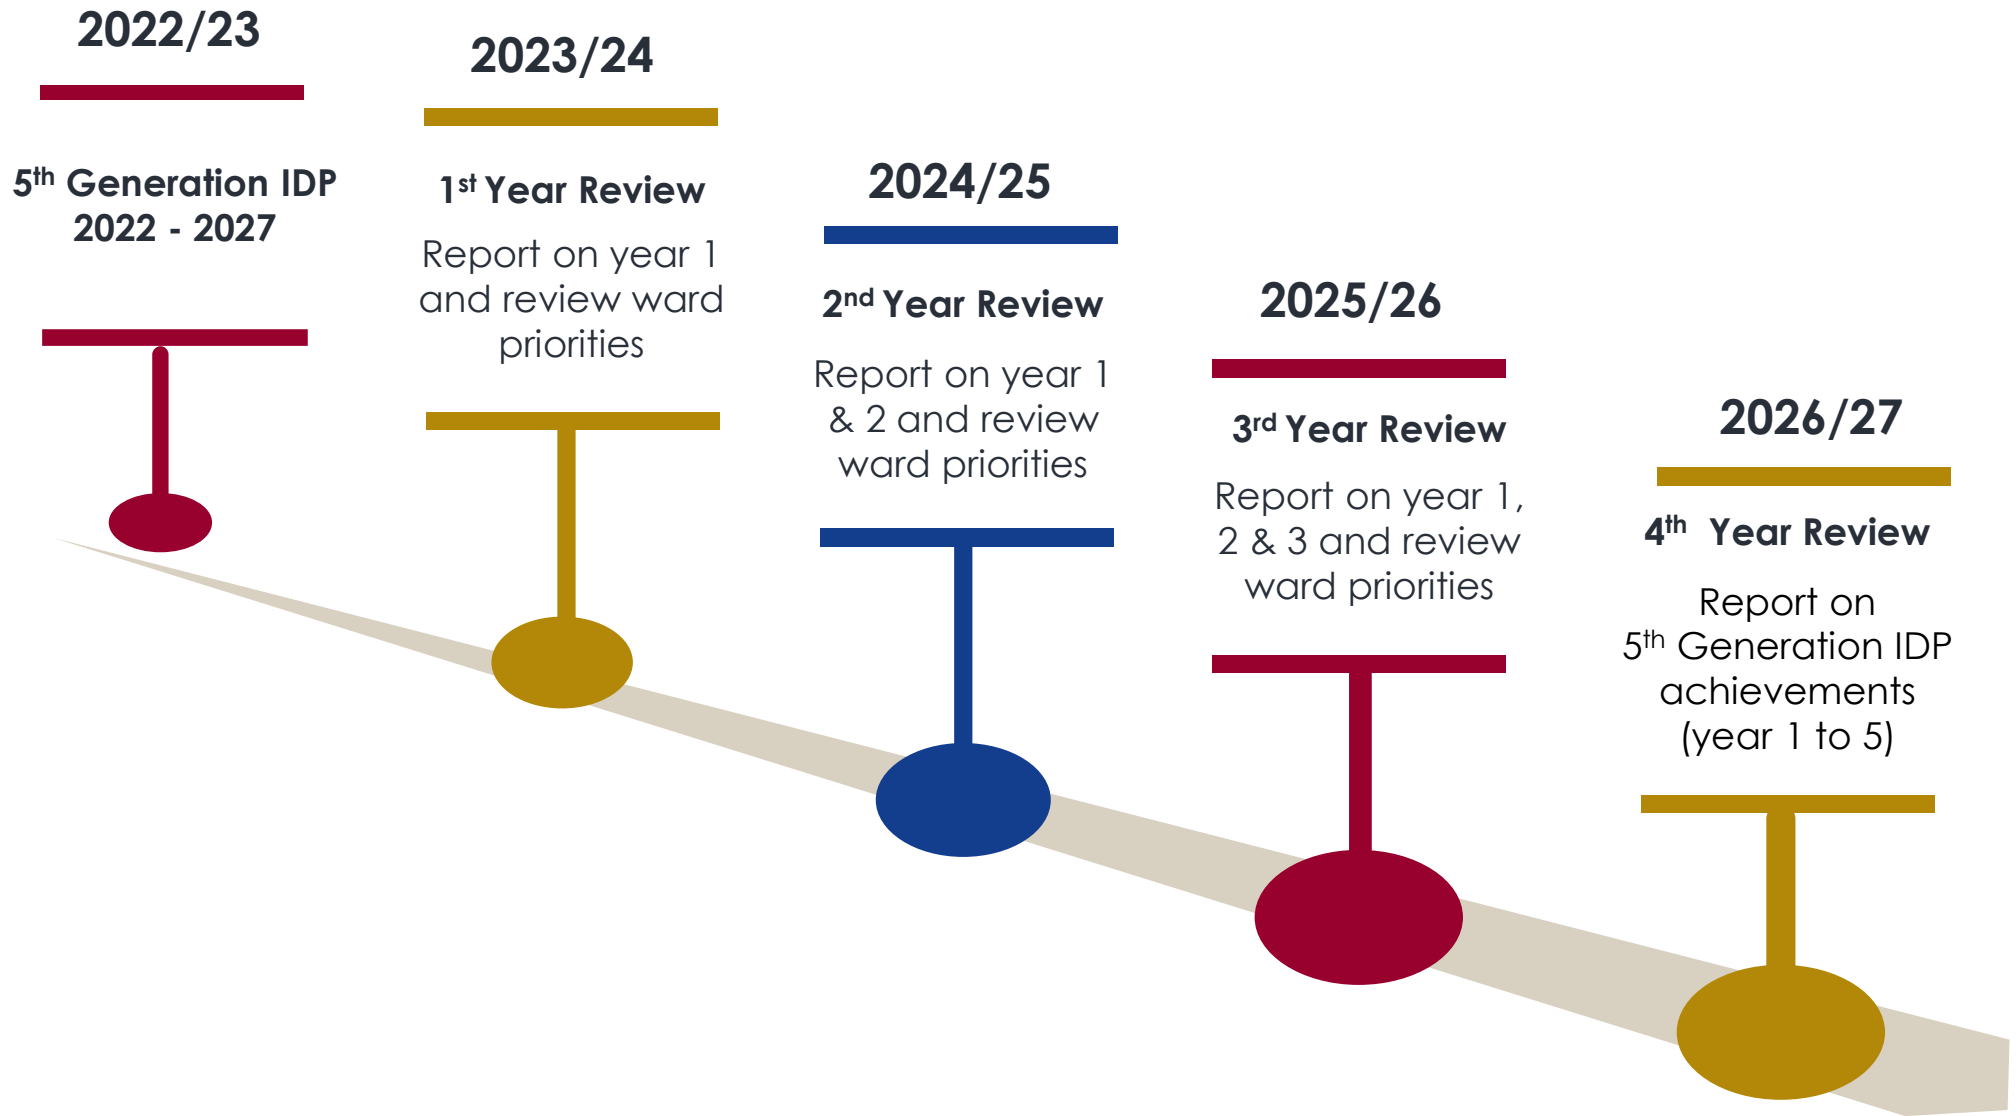 2022/23
5th Generation IDP
2022 - 2027
2023/24
1st Year Review
Report on year 1
and review ward
priorities
2024/25
2nd Year Review
Report on year 1
& 2 and review
ward priorities
2025/26
3rd Year Review
Report on year 1,
2 & 3 and review
ward priorities
2026/27
4th Year Review
Report on
5th Generation IDP
achievements
(year 1 to 5)